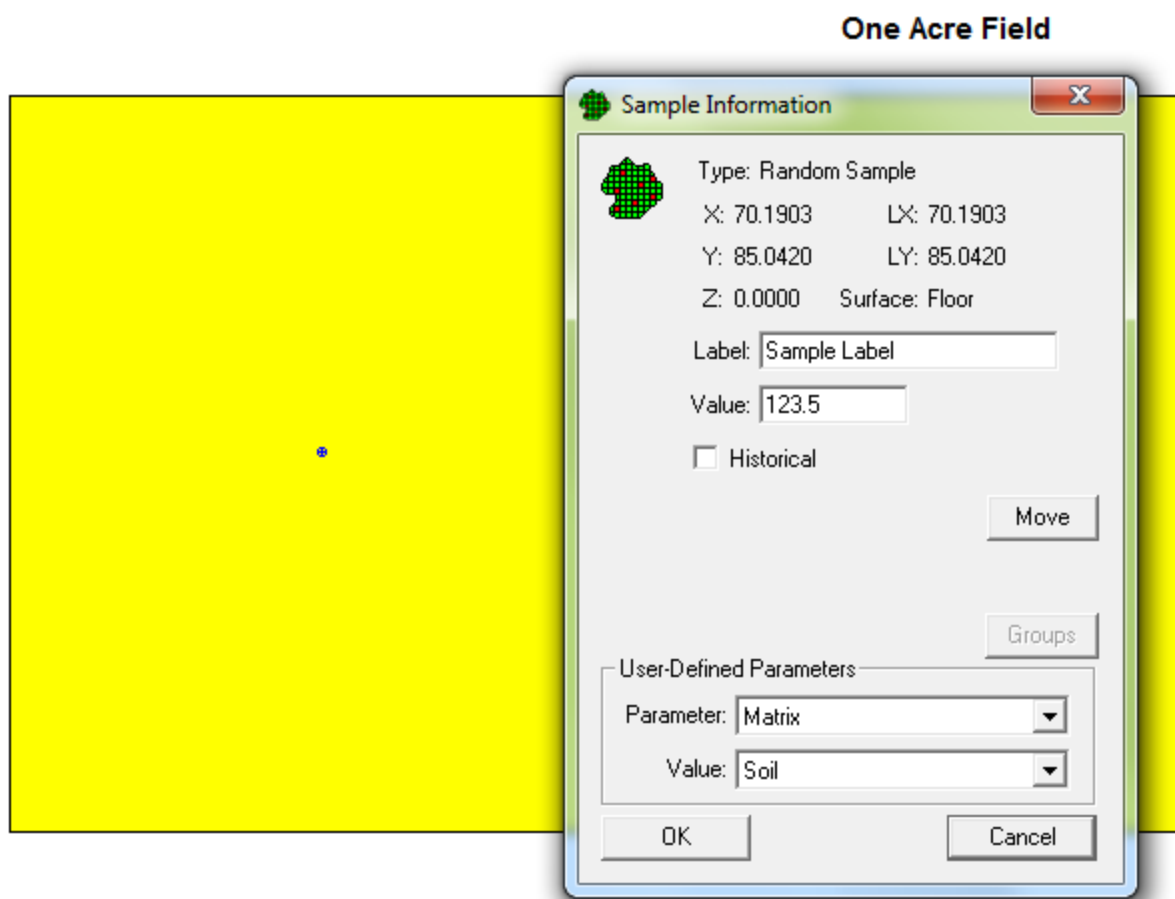 One Acre Field
Sample Information
Type: Random Sample
X: 70.1903 LX: 70.1903
Y: 85.0420 LY: 85.0420
Z: 0.0000 Surface: Floor
Label: Sample Label
Value: 123.5
Historical
Move
Groups
User-Defined Parameters
Parameter: Matrix
Value: Soil
OK Cancel